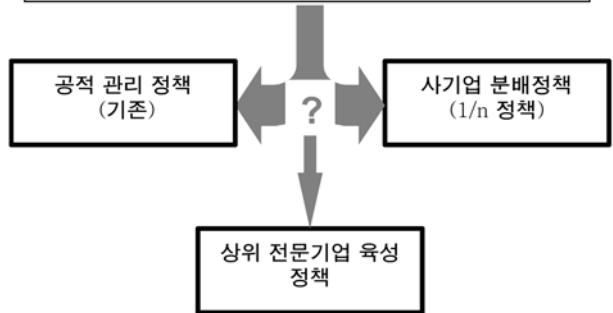 공적 관리 정책
(기존)
?
사기업 분배정책
(1/n 정책)
상위 전문기업 육성
정책